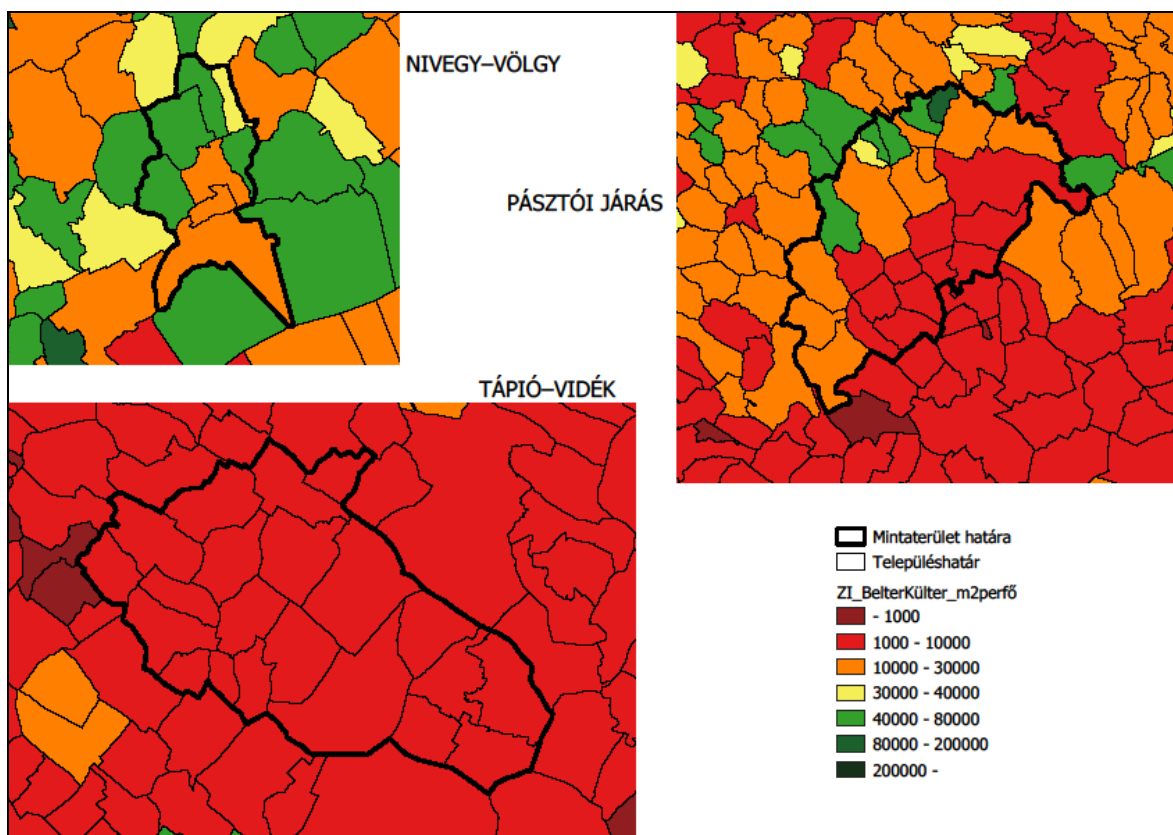 NIVEGY–VÖLGY
PÁSZTÓI JÁRÁS
TÁPIÓ–VIDÉK
Mintaterület határa
Településhatár
ZI_BelterKülter_m2perfő
- 1000
1000 - 10000
10000 - 30000
30000 - 40000
40000 - 80000
80000 - 200000
200000 -